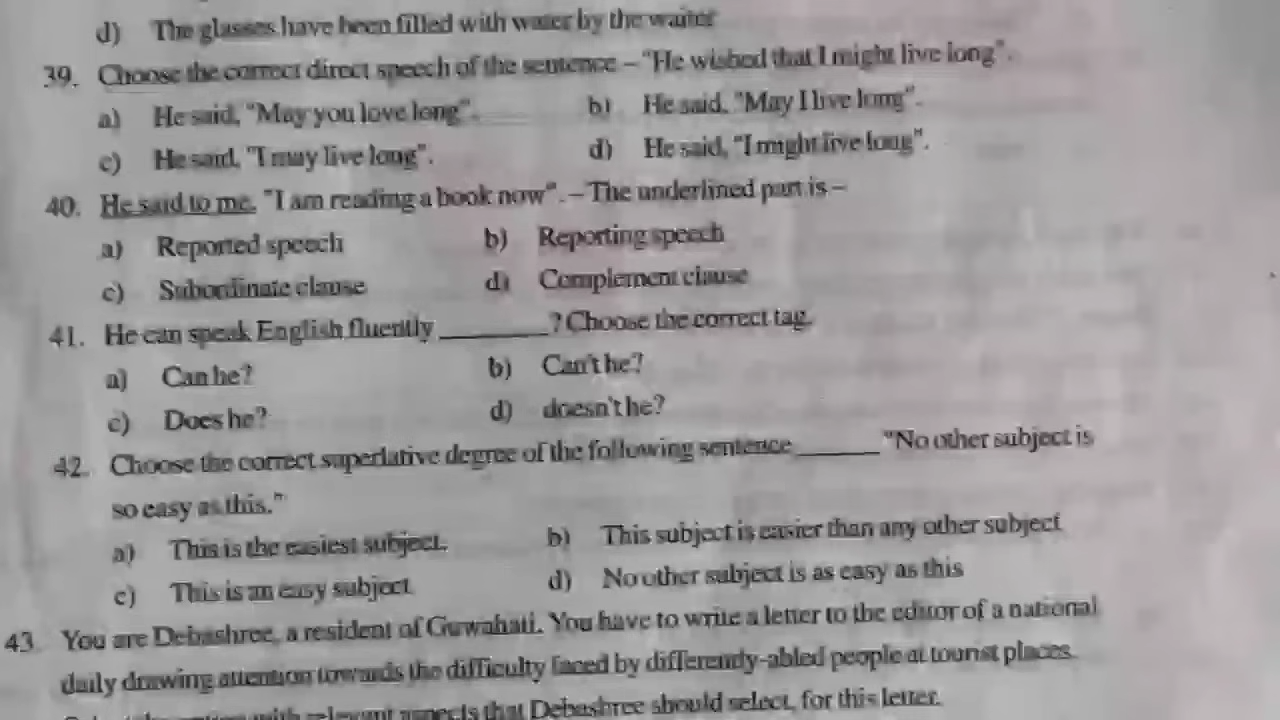 d) The glasses have been filled with water by the waiter
39. Choose the correct direct speech of the sentence – "He wished that I might live long".
a) He said, "May you love long". b) He said, "May I live long".
c) He said, "I may live long". d) He said, "I might live long".
40. He said to me, "I am reading a book now". – The underlined part is –
a) Reported speech b) Reporting speech
c) Subordinate clause d) Complement clause
41. He can speak English fluently ______? Choose the correct tag.
a) Can he? b) Can't he?
c) Does he? d) doesn't he?
42. Choose the correct superlative degree of the following sentence ______ "No other subject is
so easy as this."
a) This is the easiest subject. b) This subject is easier than any other subject
c) This is an easy subject d) No other subject is as easy as this
43. You are Debashree, a resident of Guwahati. You have to write a letter to the editor of a national
daily drawing attention towards the difficulty faced by differently-abled people at tourist places.
with relevant aspects that Debashree should select, for this letter.